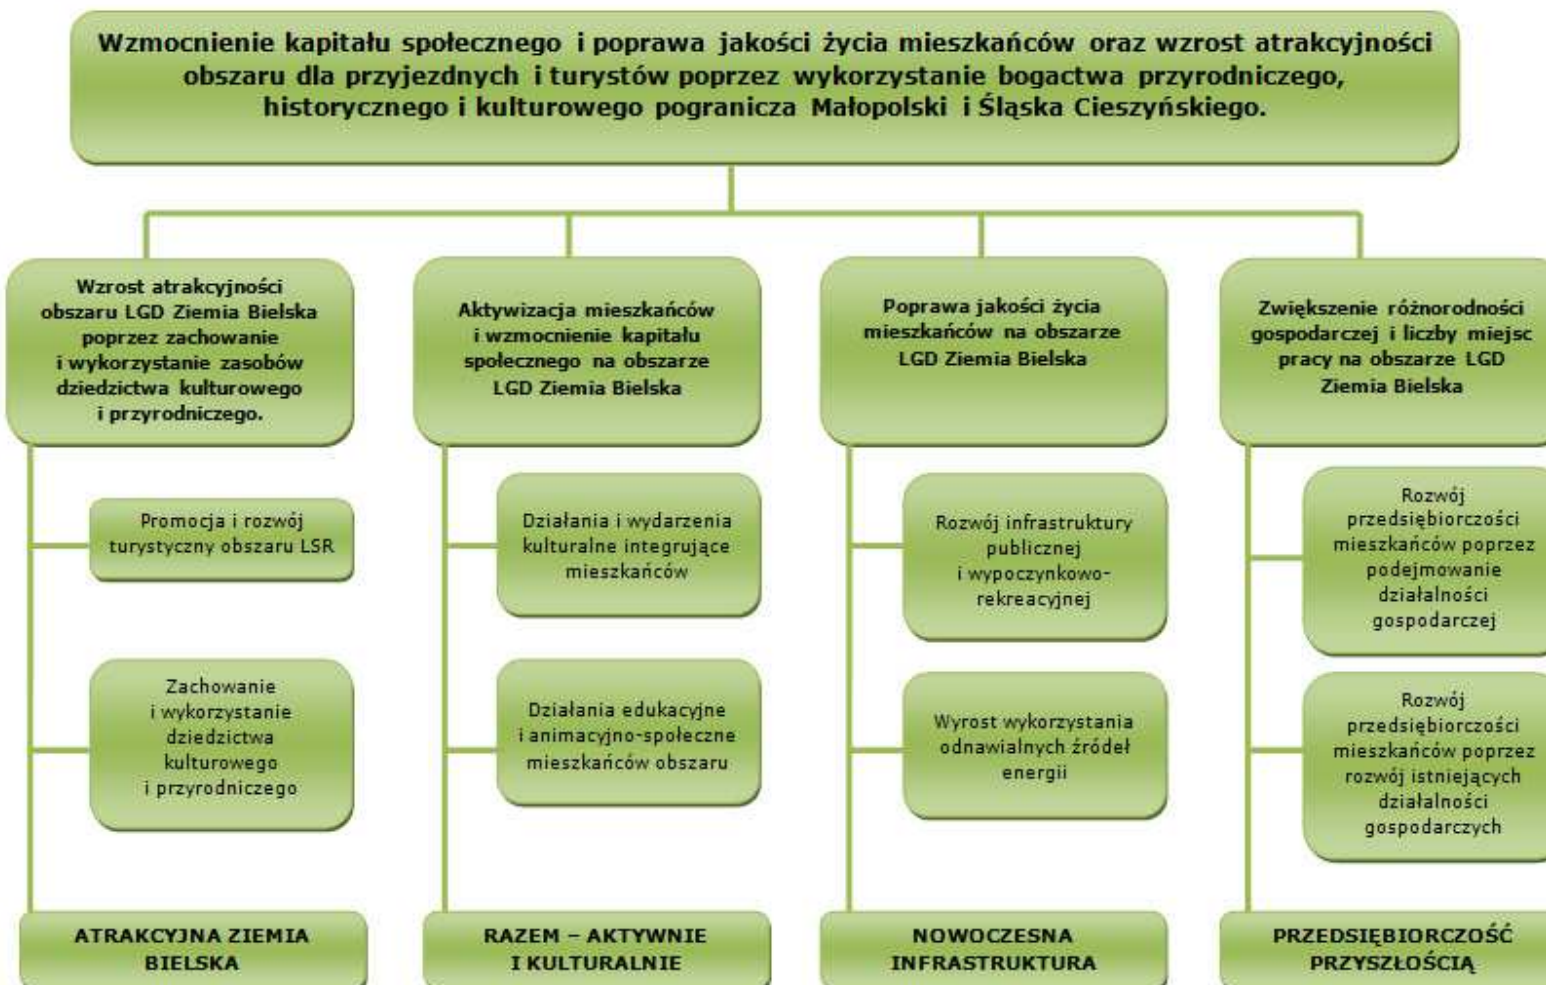 Wzmocnienie kapitału społecznego i poprawa jakości życia mieszkańców oraz wzrost atrakcyjności
obszaru dla przyjezdnych i turystów poprzez wykorzystanie bogactwa przyrodniczego,
historycznego i kulturowego pogranicza Małopolski i Śląska Cieszyńskiego.
Wzrost atrakcyjności
obszaru LGD Ziemia Bielska
poprzez zachowanie
i wykorzystanie zasobów
dziedzictwa kulturowego
i przyrodniczego.
Promocja i rozwój
turystyczny obszaru LSR
Zachowanie
i wykorzystanie
dziedzictwa
kulturowego
i przyrodniczego
ATRAKCYJNA ZIEMIA
BIELSKA
Aktywizacja mieszkańców
i wzmocnienie kapitału
społecznego na obszarze
LGD Ziemia Bielska
Działania i wydarzenia
kulturalne integrujące
mieszkańców
Działania edukacyjne
i animacyjno-społeczne
mieszkańców obszaru
RAZEM – AKTYWNIE
I KULTURALNIE
Poprawa jakości życia
mieszkańców na obszarze
LGD Ziemia Bielska
Rozwój infrastruktury
publicznej
i wypoczynkowo-
rekreacyjnej
Wyrost wykorzystania
odnawialnych źródeł
energii
NOWOCZESNA
INFRASTRUKTURA
Zwiększenie różnorodności
gospodarczej i liczby miejsc
pracy na obszarze LGD
Ziemia Bielska
Rozwój
przedsiębiorczości
mieszkańców poprzez
podejmowanie
działalności
gospodarczej
Rozwój
przedsiębiorczości
mieszkańców poprzez
rozwój istniejących
działalności
gospodarczych
PRZEDSIĘBIORCZOŚĆ
PRZYSZŁOŚCIĄ